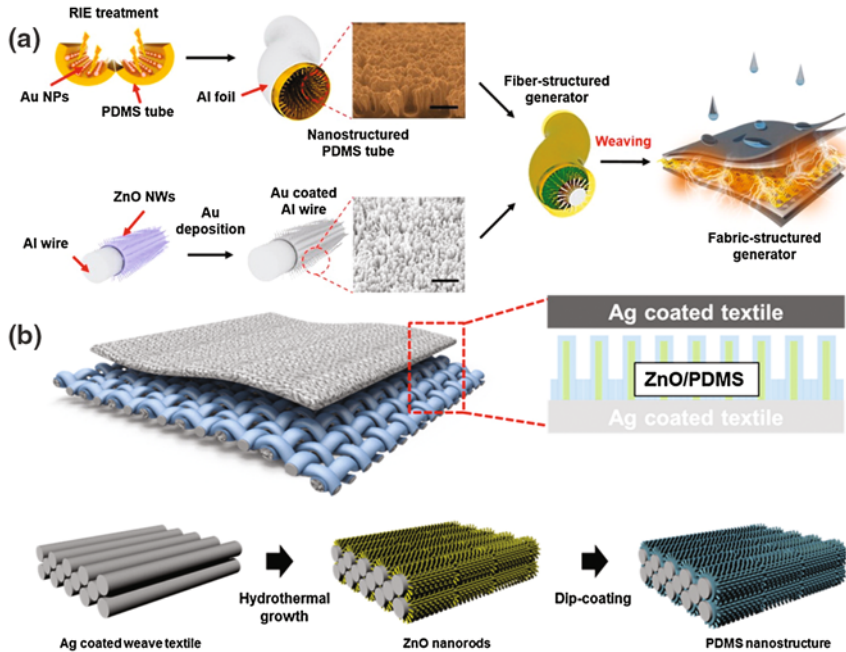 (a)
RIE treatment
Au NPs
PDMS tube
Al foil
Nanostructured
PDMS tube
Fiber-structured
generator
Weaving
Fabric-structured
generator
ZnO NWs
Al wire
Au
deposition
Au coated
Al wire
(b)
Ag coated textile
ZnO/PDMS
Ag coated textile
Ag coated weave textile
Hydrothermal
growth
ZnO nanorods
Dip-coating
PDMS nanostructure